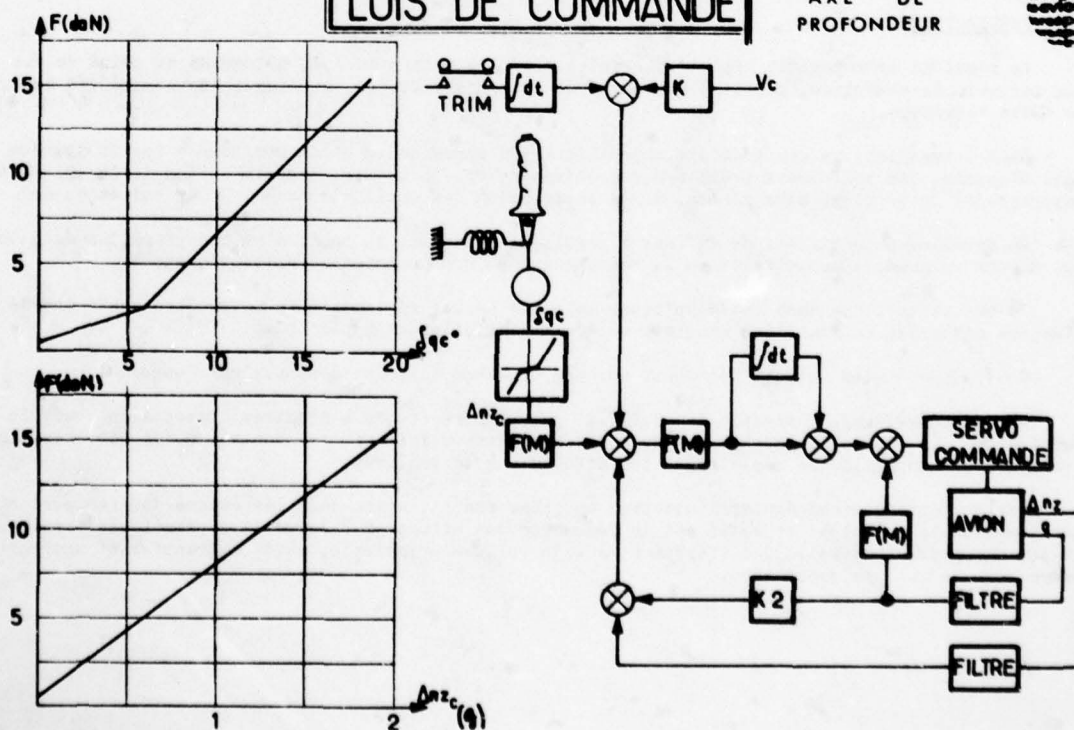 LOIS DE COMMANDE
AXE DE
PROFONDEUR
F(daN)
15
10
5
5
10
15
20
δqc°
F(daN)
15
10
5
1
2
Δnzc (g)
TRIM
∫dt
K
Vc
δqc
Δnzc
F(M)
F(M)
∫dt
SERVO
COMMANDE
F(M)
AVION
Δnz
q
K2
FILTRE
FILTRE